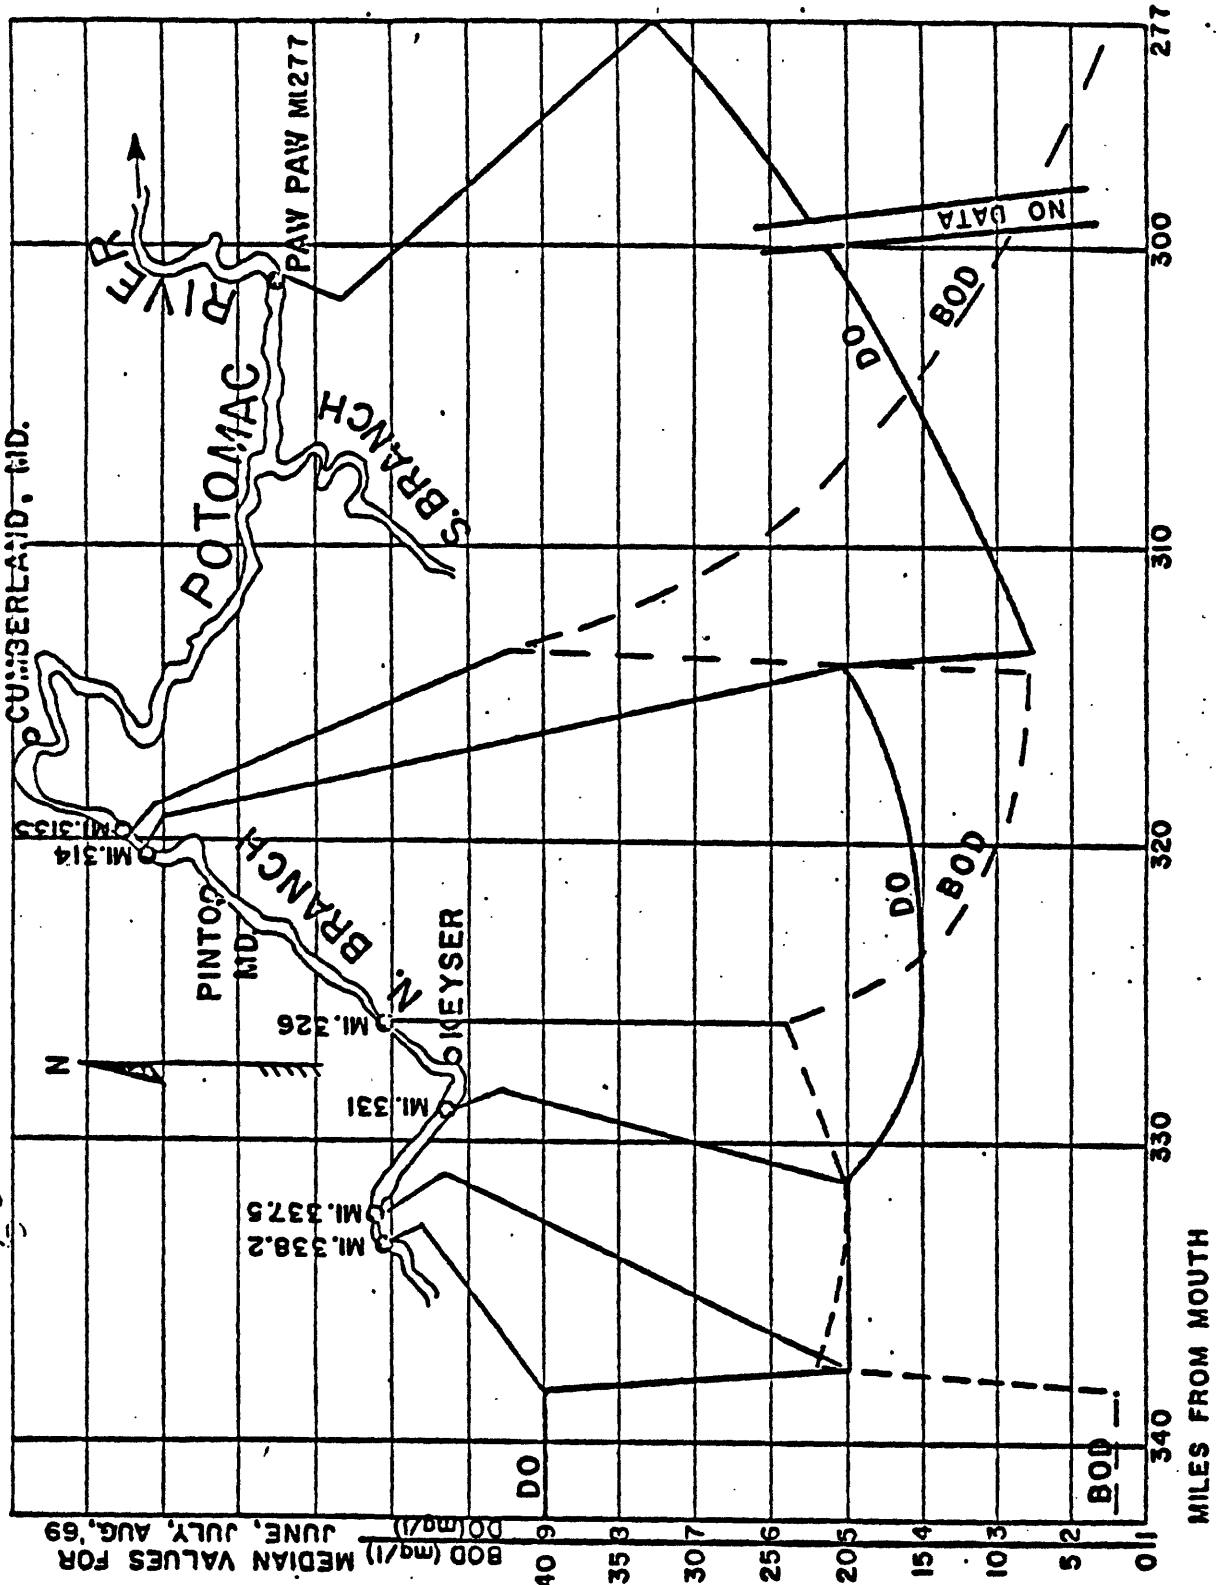 CUMBERLAND, MD.
N
POTOMAC
RIVER
PAW PAW MI.277
S. BRANCH
MI.313.5
MI.314
PINTO,
MD.
N. BRANCH
MI.326
KEYSER
MI.331
MI.337.5
MI.338.2
MEDIAN VALUES FOR
JUNE, JULY, AUG,'69
BOD (mg/l)
DO (mg/l)
40 9
35 8
30 7
25 6
20 5
15 4
10 3
5 2
0 1
DO
DO
DO
BOD
BOD
BOD
NO DATA
340
330
320
310
300
277
MILES FROM MOUTH